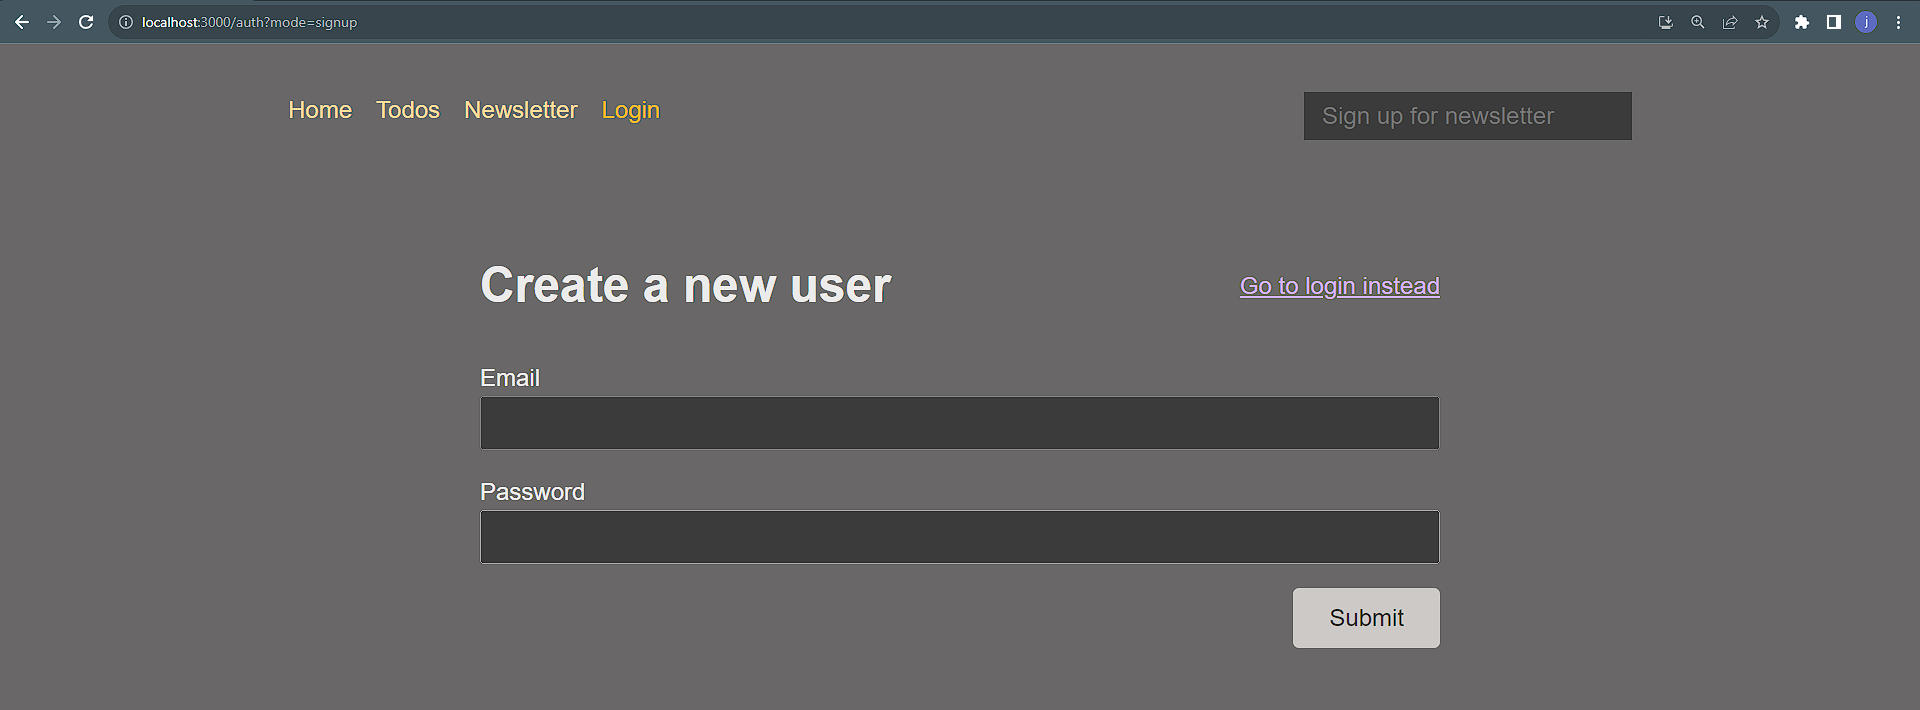 localhost:3000/auth?mode=signup
j
Home Todos Newsletter Login
Sign up for newsletter
Create a new user
Go to login instead
Email
Password
Submit